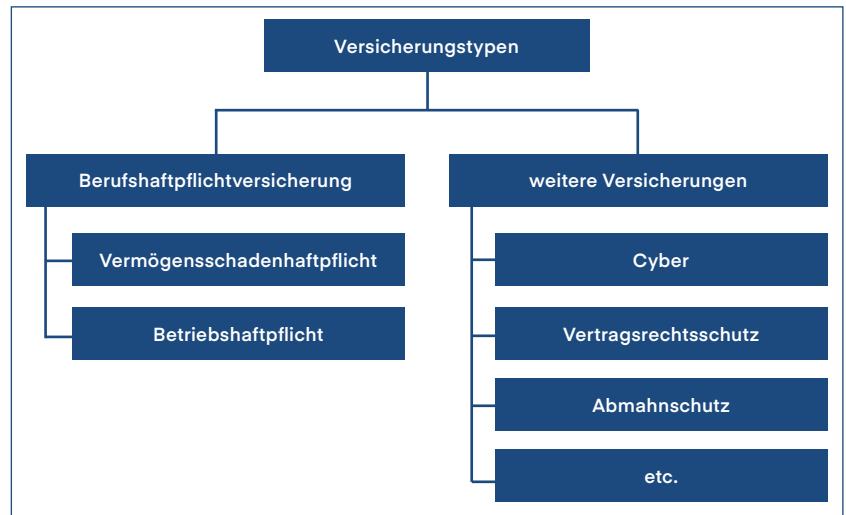 Versicherungstypen
Berufshaftpflichtversicherung
Vermögensschadenhaftpflicht
Betriebshaftpflicht
weitere Versicherungen
Cyber
Vertragsrechtsschutz
Abmahnschutz
etc.